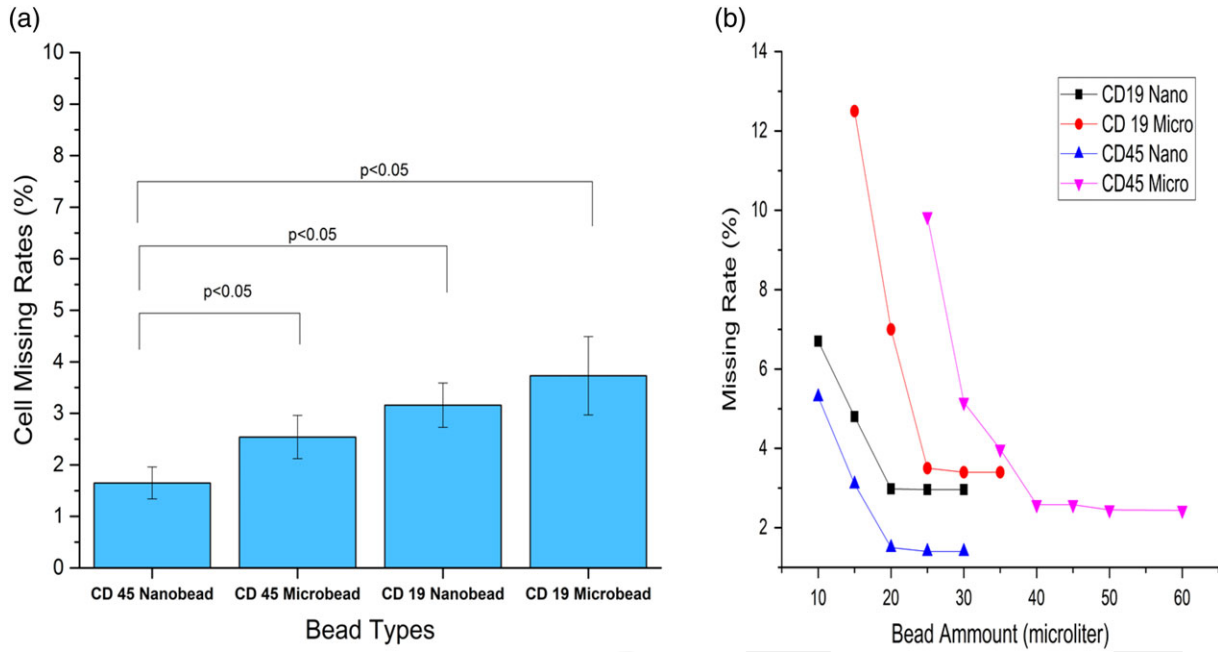 (a)
10
9
8
7
6
5
4
3
2
1
0
Cell Missing Rates (%)
p<0.05
p<0.05
p<0.05
CD 45 Nanobead
CD 45 Microbead
CD 19 Nanobead
CD 19 Microbead
Bead Types
(b)
14
12
10
8
6
4
2
Missing Rate (%)
CD19 Nano
CD 19 Micro
CD45 Nano
CD45 Micro
10
20
30
40
50
60
Bead Ammount (microliter)